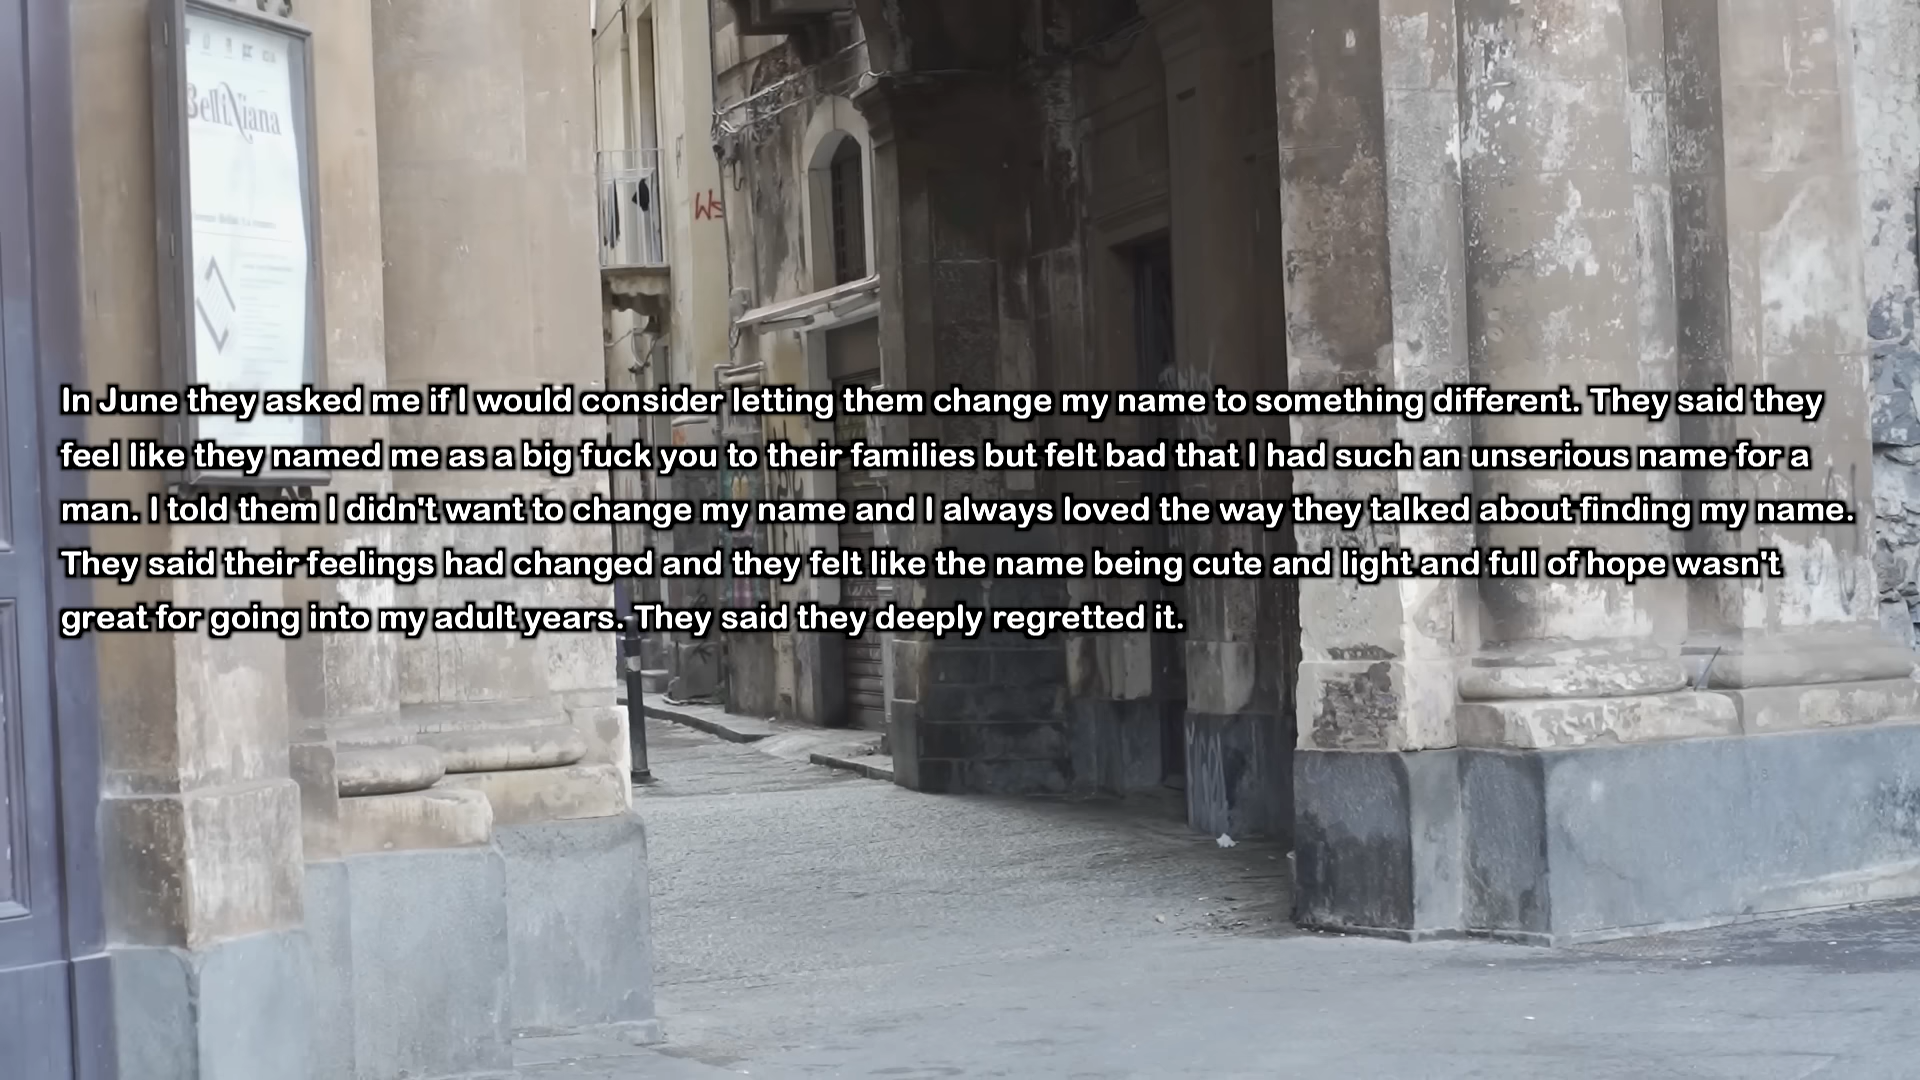 BelliNiana
Ws
In June they asked me if I would consider letting them change my name to something different. They said they
feel like they named me as a big fuck you to their families but felt bad that I had such an unserious name for a
man. I told them I didn't want to change my name and I always loved the way they talked about finding my name.
They said their feelings had changed and they felt like the name being cute and light and full of hope wasn't
great for going into my adult years. They said they deeply regretted it.